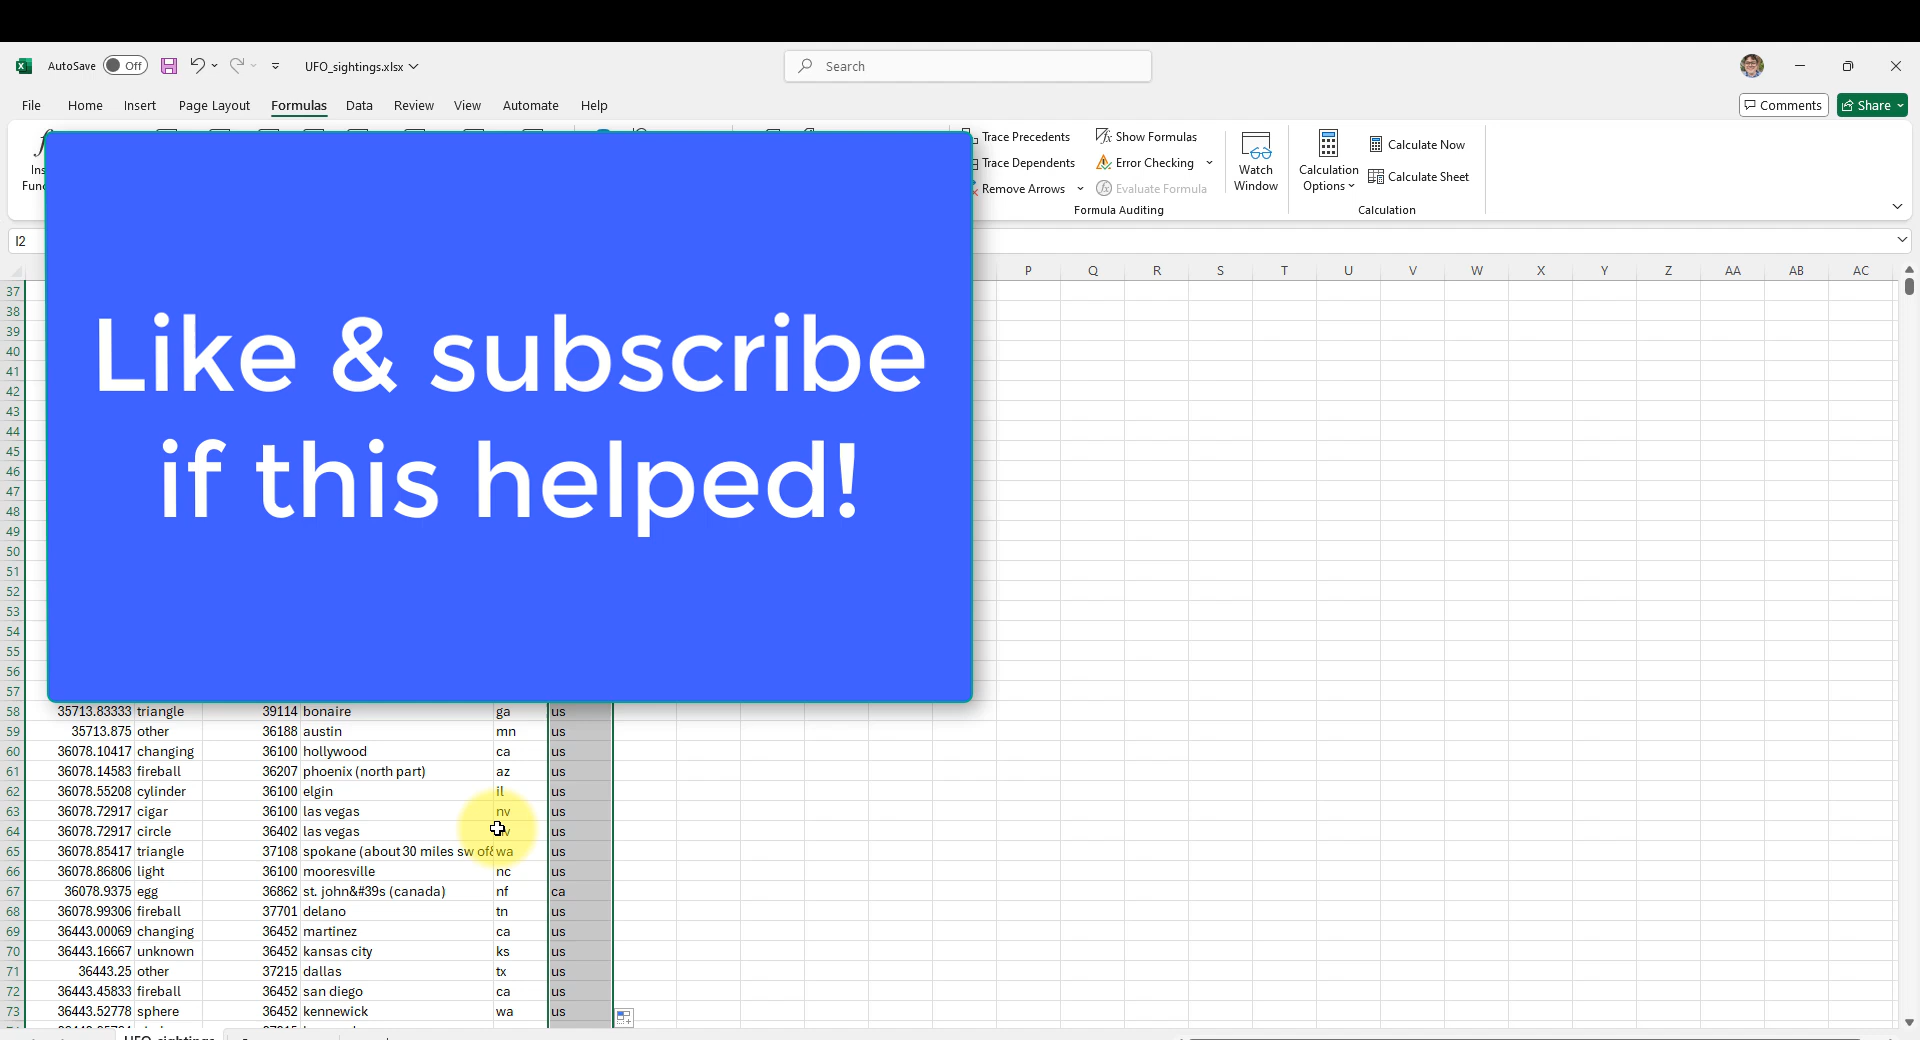 AutoSave Off UFO_sightings.xlsx Search
File Home Insert Page Layout Formulas Data Review View Automate Help Comments Share
Trace Precedents Show Formulas
Trace Dependents Error Checking
Remove Arrows Evaluate Formula
Watch
Window
Calculation
Options
Calculate Now
Calculate Sheet
Formula Auditing Calculation
I2
P Q R S T U V W X Y Z AA AB AC
Like & subscribe
if this helped!
37
38
39
40
41
42
43
44
45
46
47
48
49
50
51
52
53
54
55
56
57
58 35713.83333 triangle 39114 bonaire ga us
59 35713.875 other 36188 austin mn us
60 36078.10417 changing 36100 hollywood ca us
61 36078.14583 fireball 36207 phoenix (north part) az us
62 36078.55208 cylinder 36100 elgin il us
63 36078.72917 cigar 36100 las vegas nv us
64 36078.72917 circle 36402 las vegas us
65 36078.85417 triangle 37108 spokane (about 30 miles sw of& wa us
66 36078.86806 light 36100 mooresville nc us
67 36078.9375 egg 36862 st. john&#39s (canada) nf ca
68 36078.99306 fireball 37701 delano tn us
69 36443.00069 changing 36452 martinez ca us
70 36443.16667 unknown 36452 kansas city ks us
71 36443.25 other 37215 dallas tx us
72 36443.45833 fireball 36452 san diego ca us
73 36443.52778 sphere 36452 kennewick wa us